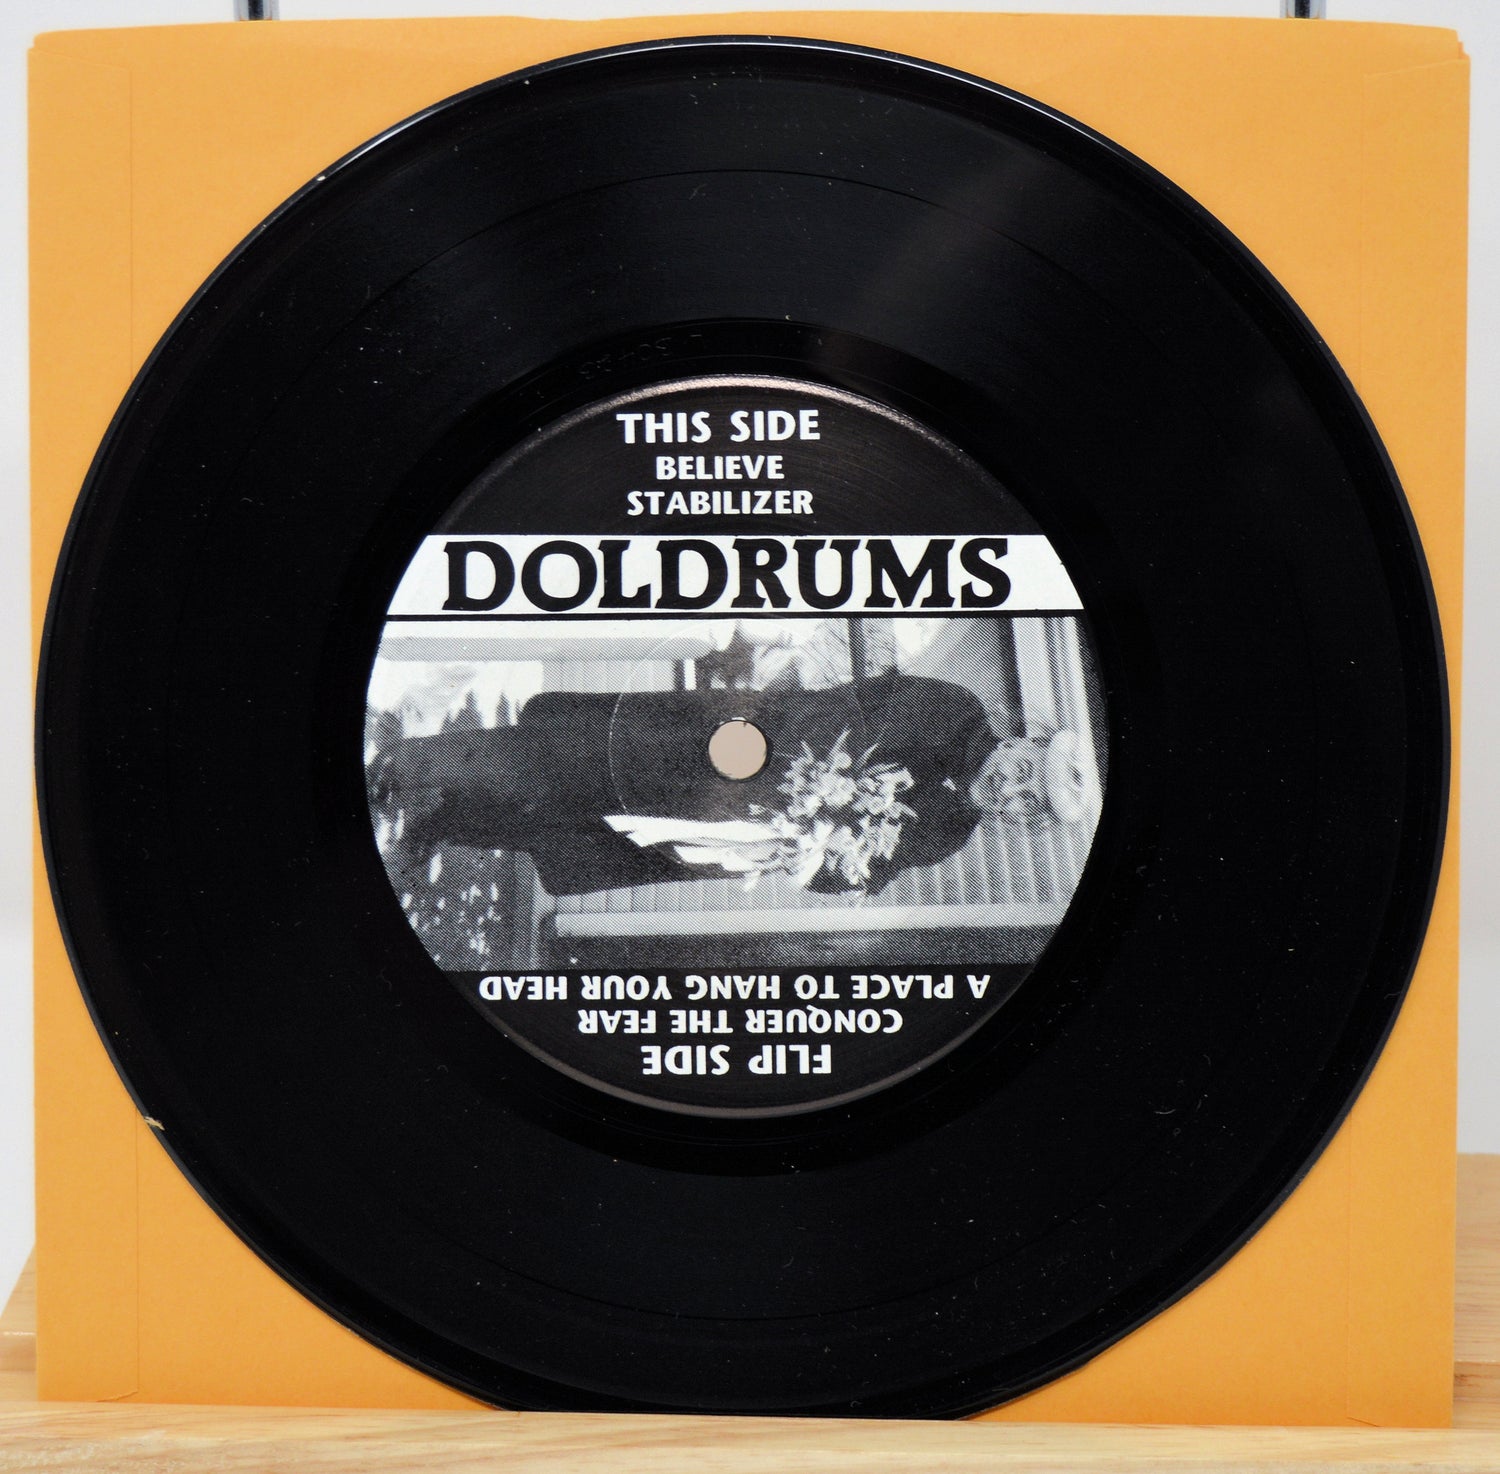 THIS SIDE
BELIEVE
STABILIZER
DOLDRUMS
FLIP SIDE
CONQUER THE FEAR
A PLACE TO HANG YOUR HEAD